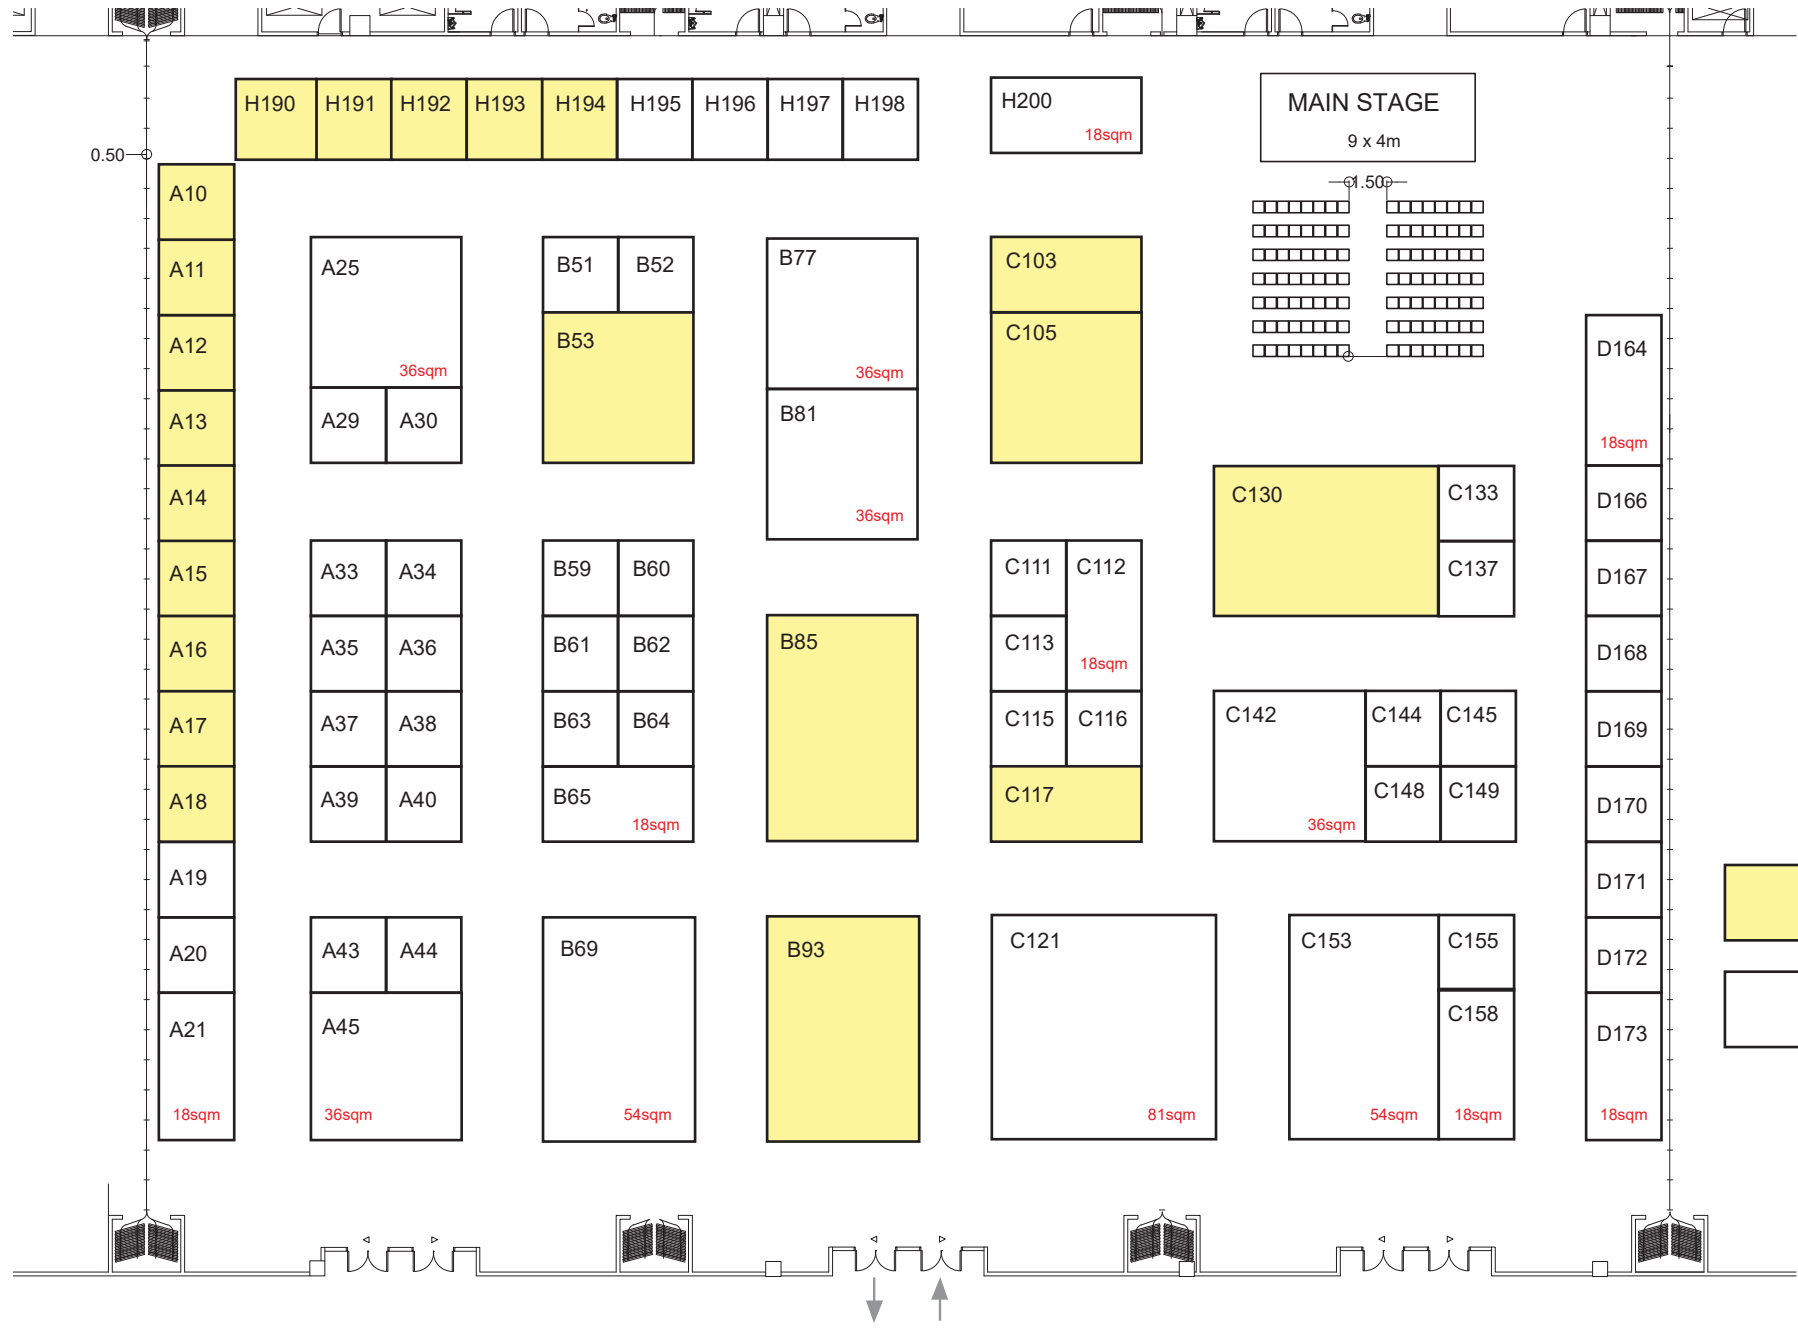 H190 H191 H192 H193 H194 H195 H196 H197 H198
H200
18sqm
MAIN STAGE
9 x 4m
0.50
1.50
A10
A11
A12
A13
A14
A15
A16
A17
A18
A19
A20
A21
18sqm
A25
36sqm
A29 A30
A33 A34
A35 A36
A37 A38
A39 A40
A43 A44
A45
36sqm
B51 B52
B53
B59 B60
B61 B62
B63 B64
B65
18sqm
B69
54sqm
B77
36sqm
B81
36sqm
B85
B93
C103
C105
C111 C112
C113
18sqm
C115 C116
C117
C121
81sqm
C130 C133
C137
C142 C144 C145
C148 C149
36sqm
C153 C155
C158
54sqm 18sqm
D164
18sqm
D166
D167
D168
D169
D170
D171
D172
D173
18sqm